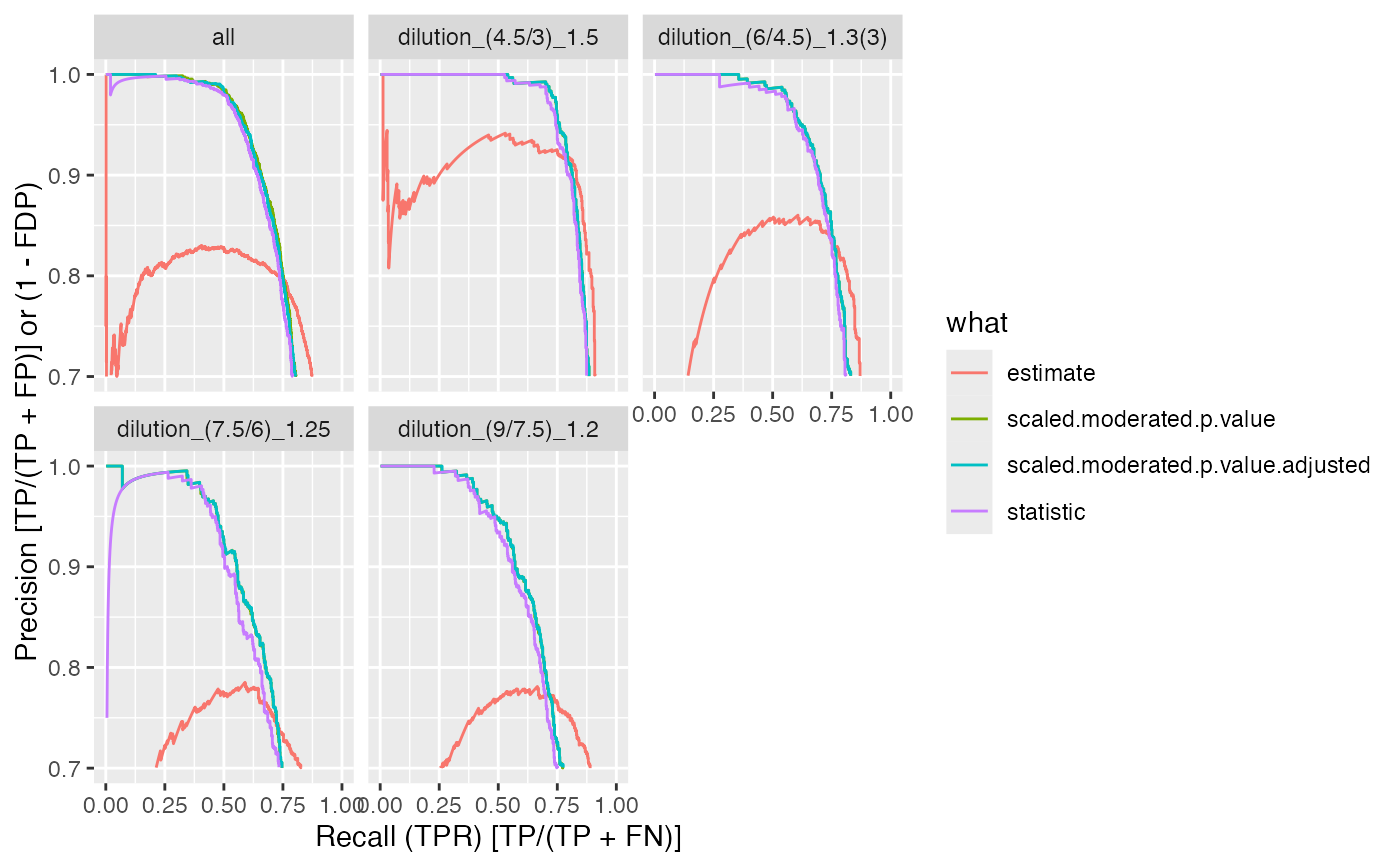 all
dilution_(4.5/3)_1.5
dilution_(6/4.5)_1.3(3)
1.0
0.9
0.8
0.7
0.00 0.25 0.50 0.75 1.00
dilution_(7.5/6)_1.25
dilution_(9/7.5)_1.2
1.0
0.9
0.8
0.7
0.00 0.25 0.50 0.75 1.00
0.00 0.25 0.50 0.75 1.00
Recall (TPR) [TP/(TP + FN)]
Precision [TP/(TP + FP)] or (1 - FDP)
what
estimate
scaled.moderated.p.value
scaled.moderated.p.value.adjusted
statistic